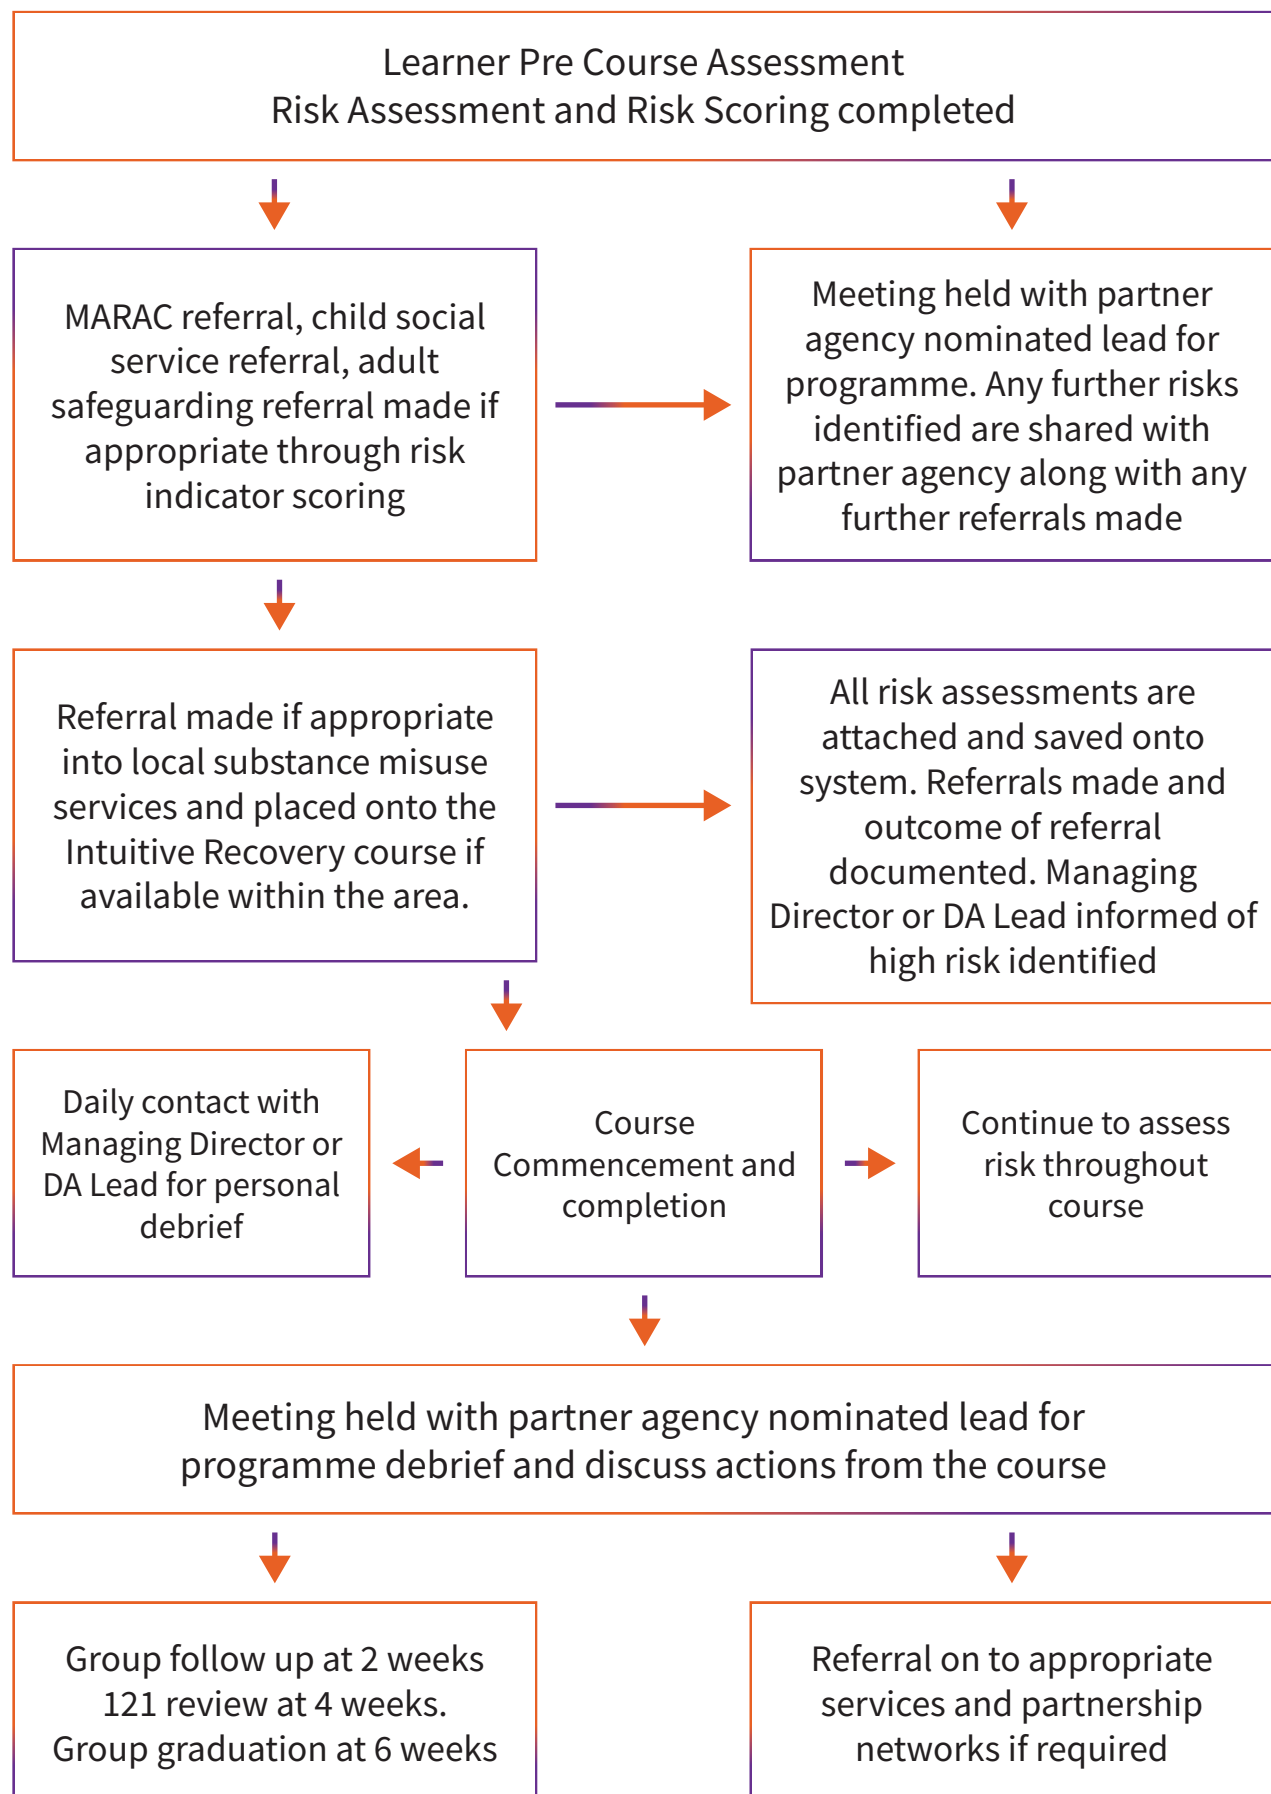 Learner Pre Course Assessment
Risk Assessment and Risk Scoring completed
MARAC referral, child social
service referral, adult
safeguarding referral made if
appropriate through risk
indicator scoring
Meeting held with partner
agency nominated lead for
programme. Any further risks
identified are shared with
partner agency along with any
further referrals made
Referral made if appropriate
into local substance misuse
services and placed onto the
Intuitive Recovery course if
available within the area.
All risk assessments are
attached and saved onto
system. Referrals made and
outcome of referral
documented. Managing
Director or DA Lead informed of
high risk identified
Daily contact with
Managing Director or
DA Lead for personal
debrief
Course
Commencement and
completion
Continue to assess
risk throughout
course
Meeting held with partner agency nominated lead for
programme debrief and discuss actions from the course
Group follow up at 2 weeks
121 review at 4 weeks.
Group graduation at 6 weeks
Referral on to appropriate
services and partnership
networks if required